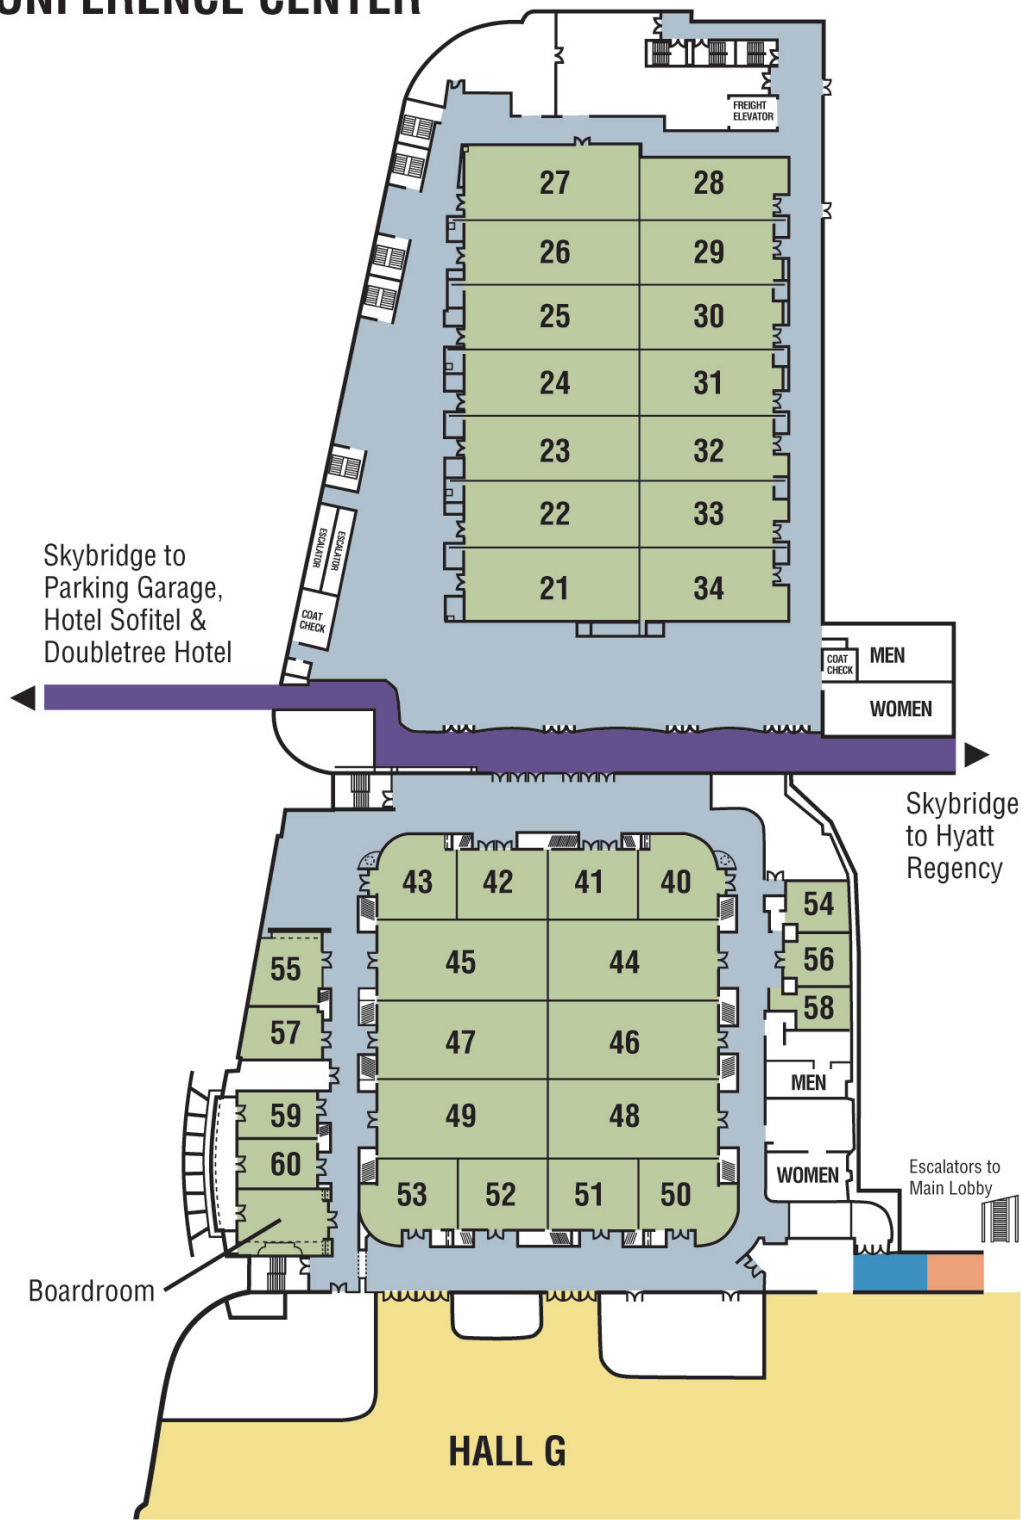 ONFERENCE CENTER
FREIGHT
ELEVATOR
27 28
26 29
25 30
24 31
23 32
22 33
21 34
ESCALATOR
ESCALATOR
COAT
CHECK
Skybridge to
Parking Garage,
Hotel Sofitel &
Doubletree Hotel
MEN
COAT
CHECK
WOMEN
Skybridge
to Hyatt
Regency
43 42 41 40
45 44
47 46
49 48
53 52 51 50
54
56
58
55
57
59
60
MEN
WOMEN
Escalators to
Main Lobby
Boardroom
HALL G